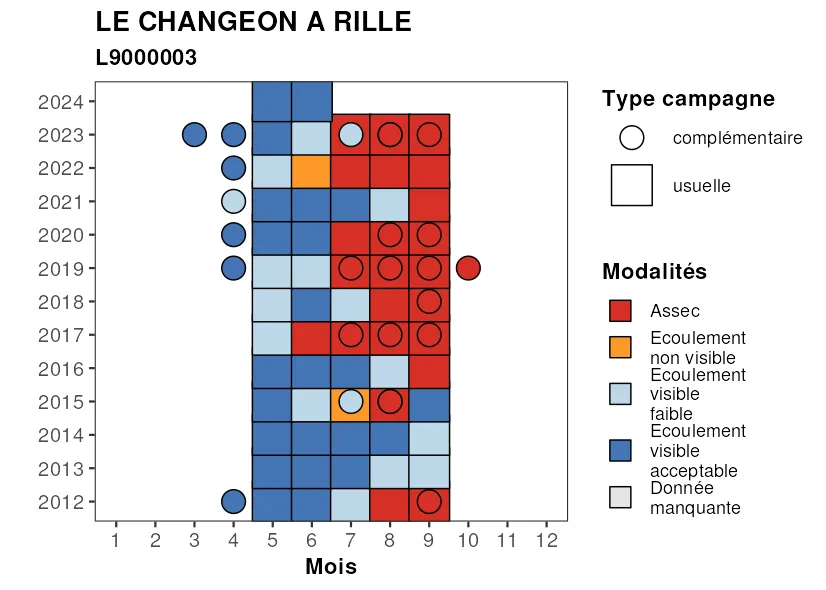 LE CHANGEON A RILLE
L9000003
2024
2023
2022
2021
2020
2019
2018
2017
2016
2015
2014
2013
2012
1 2 3 4 5 6 7 8 9 10 11 12
Mois
Type campagne
complémentaire
usuelle
Modalités
Assec
Ecoulement
non visible
Ecoulement
visible
faible
Ecoulement
visible
acceptable
Donnée
manquante